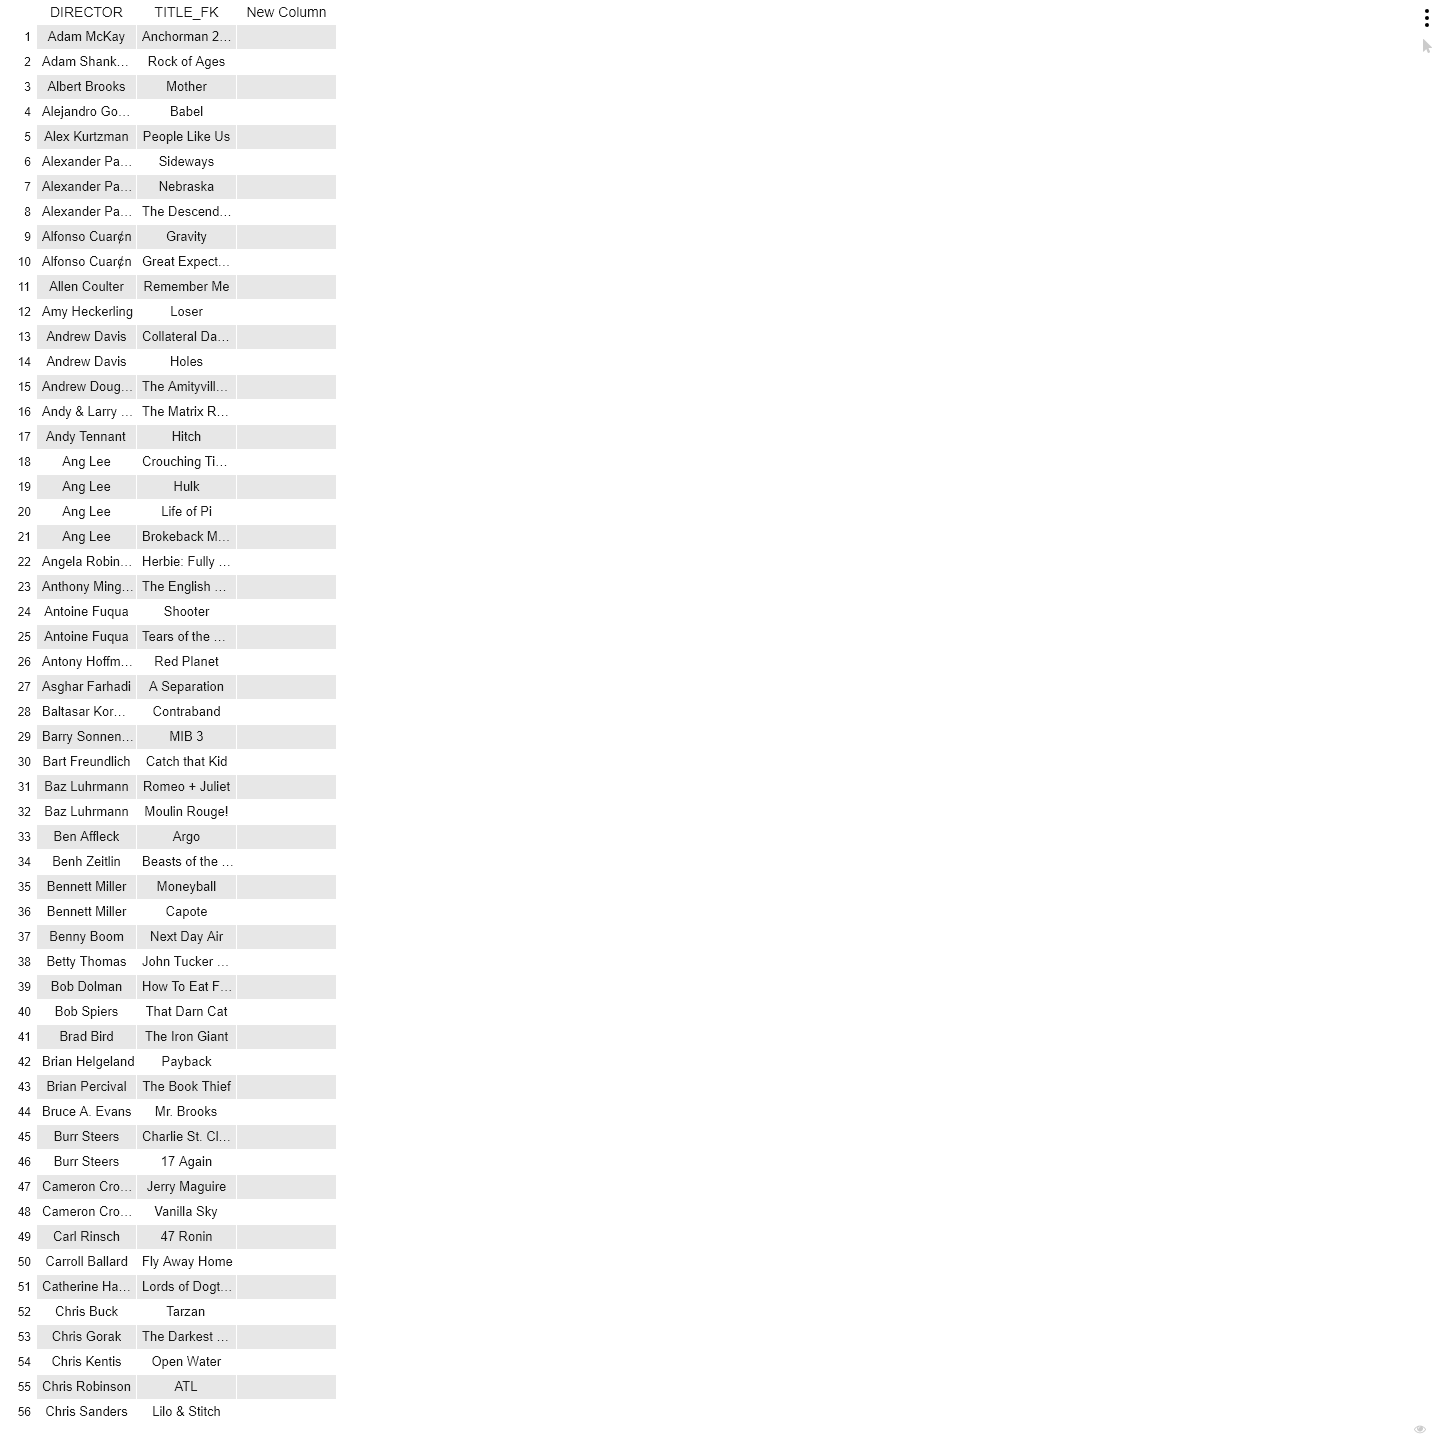 DIRECTOR TITLE_FK New Column
1 Adam McKay Anchorman 2...
2 Adam Shank... Rock of Ages
3 Albert Brooks Mother
4 Alejandro Go... Babel
5 Alex Kurtzman People Like Us
6 Alexander Pa... Sideways
7 Alexander Pa... Nebraska
8 Alexander Pa... The Descend...
9 Alfonso Cuar¢n Gravity
10 Alfonso Cuar¢n Great Expect...
11 Allen Coulter Remember Me
12 Amy Heckerling Loser
13 Andrew Davis Collateral Da...
14 Andrew Davis Holes
15 Andrew Doug... The Amityvill...
16 Andy & Larry ... The Matrix R...
17 Andy Tennant Hitch
18 Ang Lee Crouching Ti...
19 Ang Lee Hulk
20 Ang Lee Life of Pi
21 Ang Lee Brokeback M...
22 Angela Robin... Herbie: Fully ...
23 Anthony Ming... The English ...
24 Antoine Fuqua Shooter
25 Antoine Fuqua Tears of the ...
26 Antony Hoffm... Red Planet
27 Asghar Farhadi A Separation
28 Baltasar Kor... Contraband
29 Barry Sonnen... MIB 3
30 Bart Freundlich Catch that Kid
31 Baz Luhrmann Romeo + Juliet
32 Baz Luhrmann Moulin Rouge!
33 Ben Affleck Argo
34 Benh Zeitlin Beasts of the ...
35 Bennett Miller Moneyball
36 Bennett Miller Capote
37 Benny Boom Next Day Air
38 Betty Thomas John Tucker ...
39 Bob Dolman How To Eat F...
40 Bob Spiers That Darn Cat
41 Brad Bird The Iron Giant
42 Brian Helgeland Payback
43 Brian Percival The Book Thief
44 Bruce A. Evans Mr. Brooks
45 Burr Steers Charlie St. Cl...
46 Burr Steers 17 Again
47 Cameron Cro... Jerry Maguire
48 Cameron Cro... Vanilla Sky
49 Carl Rinsch 47 Ronin
50 Carroll Ballard Fly Away Home
51 Catherine Ha... Lords of Dogt...
52 Chris Buck Tarzan
53 Chris Gorak The Darkest ...
54 Chris Kentis Open Water
55 Chris Robinson ATL
56 Chris Sanders Lilo & Stitch